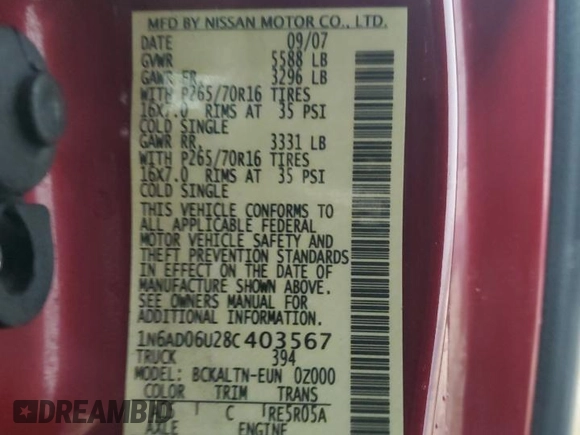 MFD BY NISSAN MOTOR CO., LTD.
DATE 09/07
GVWR 5588 LB
GAWR FR. 3296 LB
WITH P265/70R16 TIRES
16X7.0 RIMS AT 35 PSI
COLD SINGLE
GAWR RR. 3331 LB
WITH P265/70R16 TIRES
16X7.0 RIMS AT 35 PSI
COLD SINGLE
THIS VEHICLE CONFORMS TO
ALL APPLICABLE FEDERAL
MOTOR VEHICLE SAFETY AND
THEFT PREVENTION STANDARDS
IN EFFECT ON THE DATE OF
MANUFACTURE SHOWN ABOVE.
SEE OWNERS MANUAL FOR
ADDITIONAL INFORMATION.
1N6AD06U28C403567
TRUCK 394
MODEL: BCKALTN-EUN 0Z000
COLOR TRIM TRANS
C RE5R05A
AXLE ENGINE
DREAMBID